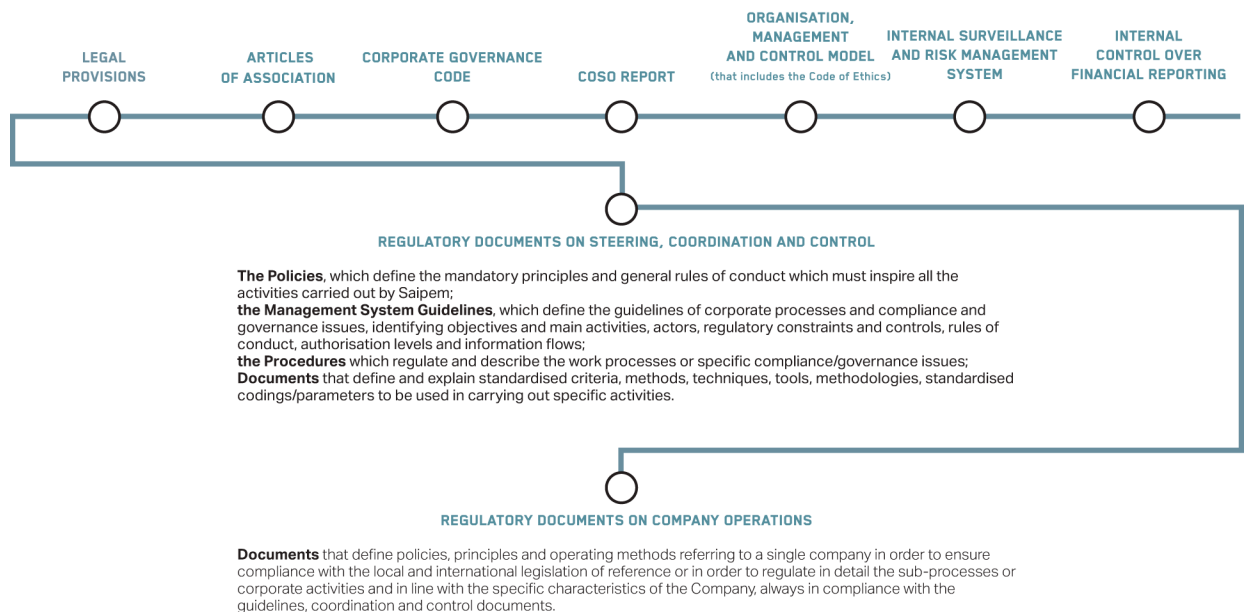 LEGAL
PROVISIONS
ARTICLES
OF ASSOCIATION
CORPORATE GOVERNANCE
CODE
COSO REPORT
ORGANISATION,
MANAGEMENT
AND CONTROL MODEL
(that includes the Code of Ethics)
INTERNAL SURVEILLANCE
AND RISK MANAGEMENT
SYSTEM
INTERNAL
CONTROL OVER
FINANCIAL REPORTING
REGULATORY DOCUMENTS ON STEERING, COORDINATION AND CONTROL
The Policies, which define the mandatory principles and general rules of conduct which must inspire all the
activities carried out by Saipem;
the Management System Guidelines, which define the guidelines of corporate processes and compliance and
governance issues, identifying objectives and main activities, actors, regulatory constraints and controls, rules of
conduct, authorisation levels and information flows;
the Procedures which regulate and describe the work processes or specific compliance/governance issues;
Documents that define and explain standardised criteria, methods, techniques, tools, methodologies, standardised
codings/parameters to be used in carrying out specific activities.
REGULATORY DOCUMENTS ON COMPANY OPERATIONS
Documents that define policies, principles and operating methods referring to a single company in order to ensure
compliance with the local and international legislation of reference or in order to regulate in detail the sub-processes or
corporate activities and in line with the specific characteristics of the Company, always in compliance with the
guidelines, coordination and control documents.